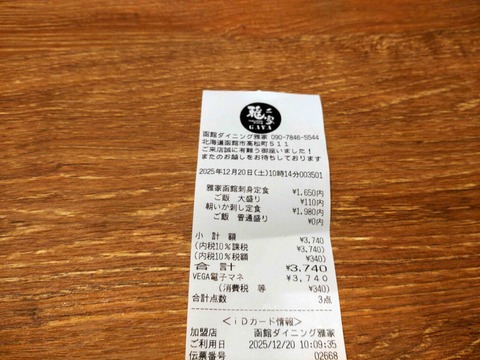 雅家
GAYA
函館ダイニング雅家 090-7846-5544
北海道函館市高松町511
ご来店誠に有難う御座いました！
またのお越しをお待ちしております
2025年12月20日(土)10時14分003501
雅家函館刺身定食 ¥1,650円
ご飯 大盛り ¥110円
朝いか刺し定食 ¥1,980円
ご飯 普通盛り ¥0円
小計額 ¥3,740
(内税10%課税 ¥3,740)
(内税10%税額 ¥340)
合計 ¥3,740
VEGA電子マネ ¥3,740
(消費税 等 ¥340)
合計点数 3点
＜iDカード情報＞
加盟店 函館ダイニング雅家
ご利用日 2025/12/20 10:09:35
伝票番号 02668